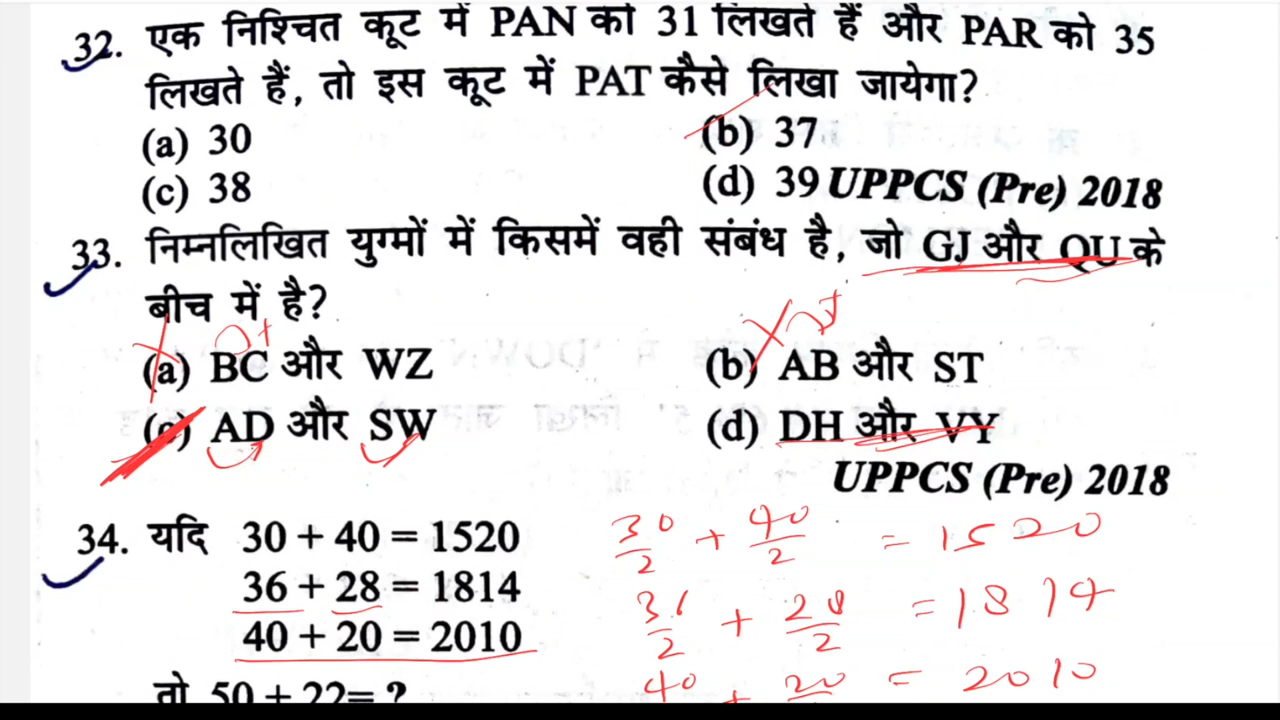 32. एक निश्चित कूट में PAN को 31 लिखते हैं और PAR को 35
लिखते हैं, तो इस कूट में PAT कैसे लिखा जायेगा?
(a) 30 (b) 37
(c) 38 (d) 39 UPPCS (Pre) 2018
33. निम्नलिखित युग्मों में किसमें वही संबंध है, जो GJ और QU के
बीच में है?
(a) BC और WZ (b) AB और ST
(c) AD और SW (d) DH और VY
UPPCS (Pre) 2018
34. यदि 30 + 40 = 1520 30/2 + 40/2 = 1520
36 + 28 = 1814 36/2 + 28/2 = 1814
40 + 20 = 2010 40 + 20 = 2010
तो 50 + 22= ?